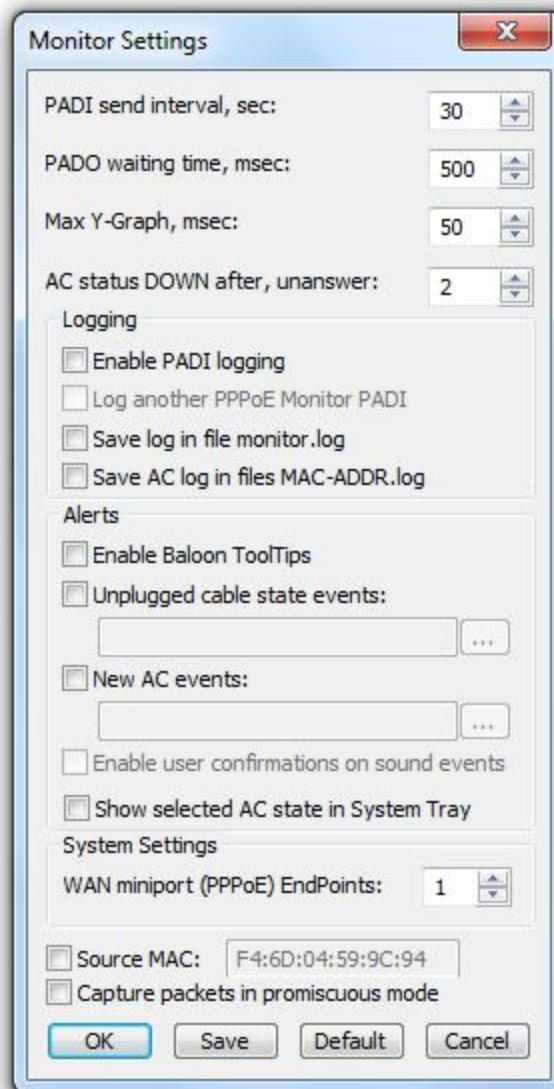 Monitor Settings
PADI send interval, sec: 30
PADO waiting time, msec: 500
Max Y-Graph, msec: 50
AC status DOWN after, unanswer: 2
Logging
Enable PADI logging
Log another PPPoE Monitor PADI
Save log in file monitor.log
Save AC log in files MAC-ADDR.log
Alerts
Enable Baloon ToolTips
Unplugged cable state events:
...
New AC events:
...
Enable user confirmations on sound events
Show selected AC state in System Tray
System Settings
WAN miniport (PPPoE) EndPoints: 1
Source MAC: F4:6D:04:59:9C:94
Capture packets in promiscuous mode
OK Save Default Cancel